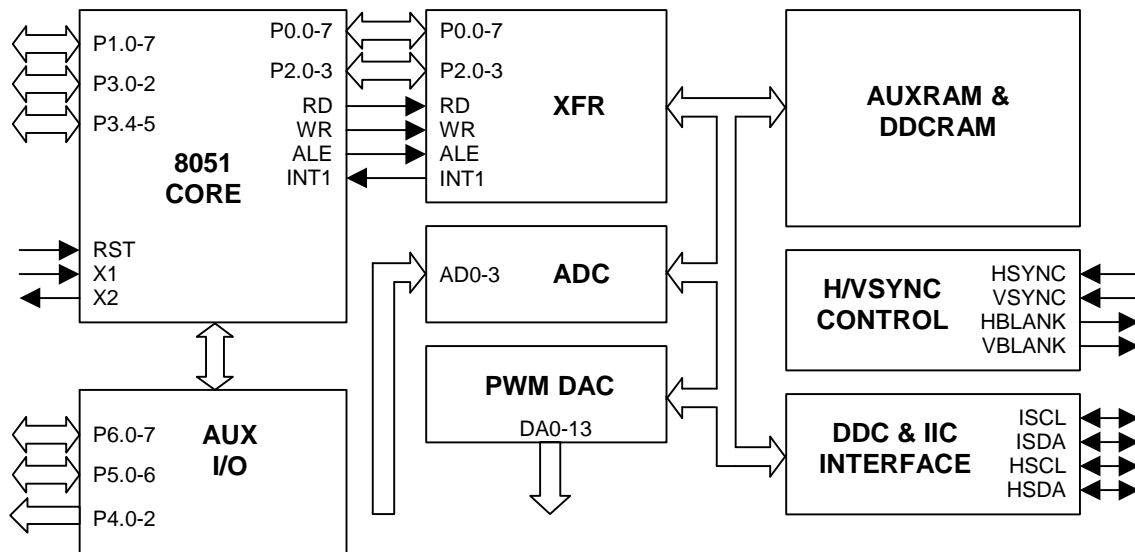 P1.0-7
P3.0-2
P3.4-5
P0.0-7
P2.0-3
RD
WR
ALE
INT1
8051
CORE
RST
X1
X2
P0.0-7
P2.0-3
RD
WR
ALE
INT1
XFR
AUXRAM &
DDCRAM
AD0-3
ADC
H/VSYNC
CONTROL
HSYNC
VSYNC
HBLANK
VBLANK
PWM DAC
DA0-13
AUX
I/O
P6.0-7
P5.0-6
P4.0-2
DDC & IIC
INTERFACE
ISCL
ISDA
HSCL
HSDA